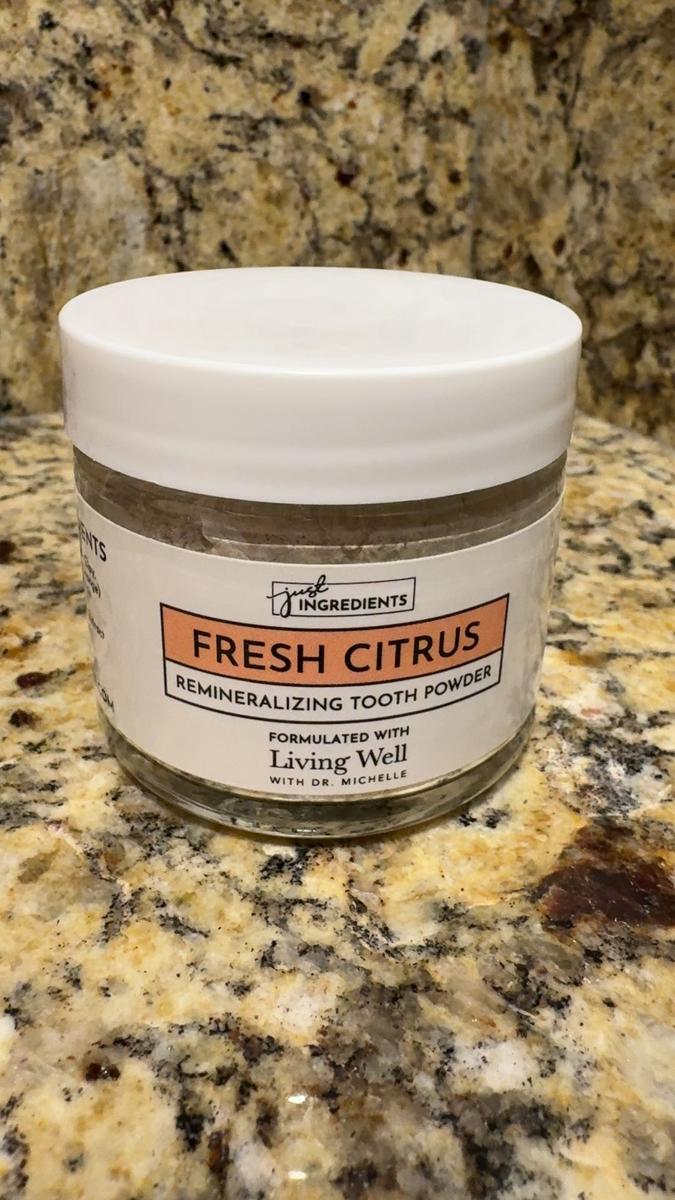 just
INGREDIENTS
FRESH CITRUS
REMINERALIZING TOOTH POWDER
FORMULATED WITH
Living Well
WITH DR. MICHELLE